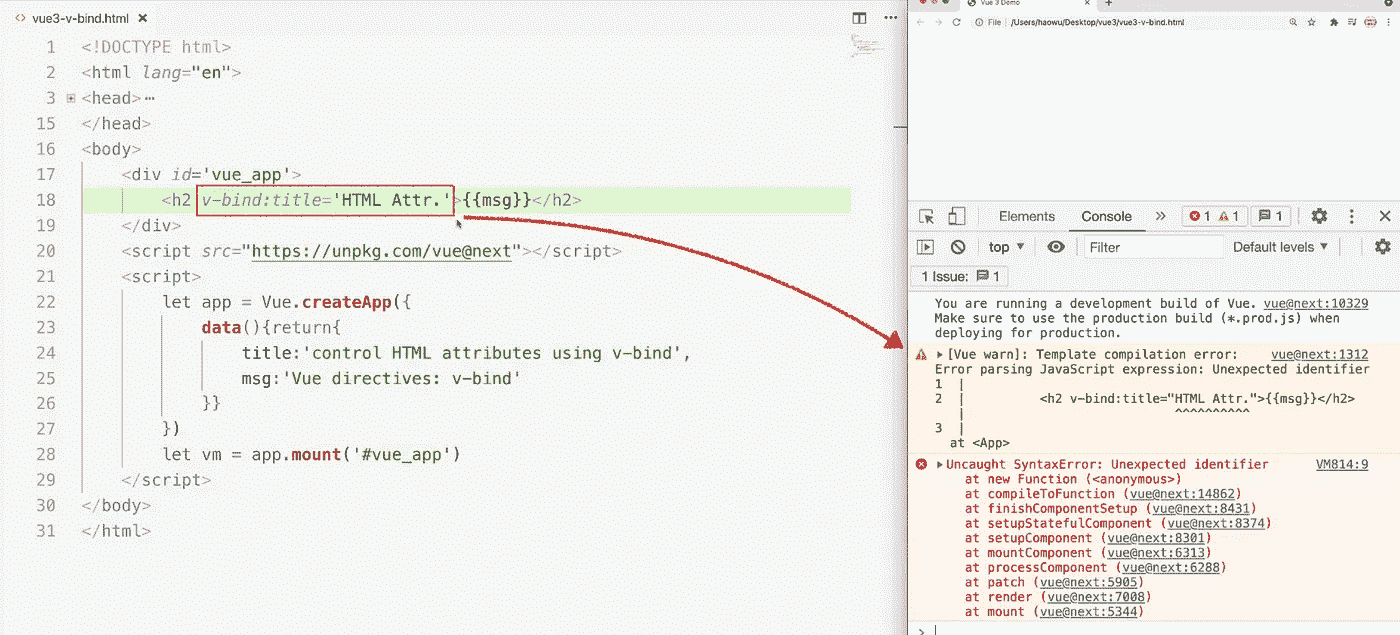 vue3-v-bind.html
1 <!DOCTYPE html>
2 <html lang="en">
3 <head>
15 </head>
16 <body>
17 <div id='vue_app'>
18 <h2 v-bind:title='HTML Attr.'>{{msg}}</h2>
19 </div>
20 <script src="https://unpkg.com/vue@next"></script>
21 <script>
22 let app = Vue.createApp({
23 data(){return{
24 title:'control HTML attributes using v-bind',
25 msg:'Vue directives: v-bind'
26 }}
27 })
28 let vm = app.mount('#vue_app')
29 </script>
30 </body>
31 </html>
Vue 3 Demo
File /Users/haowu/Desktop/vue3/vue3-v-bind.html
Elements Console 1 1 1
top Filter Default levels
1 Issue: 1
You are running a development build of Vue. vue@next:10329
Make sure to use the production build (*.prod.js) when
deploying for production.
[Vue warn]: Template compilation error: vue@next:1312
Error parsing JavaScript expression: Unexpected identifier
1 |
2 | <h2 v-bind:title="HTML Attr.">{{msg}}</h2>
| ^^^^^^^^^^
3 |
at <App>
Uncaught SyntaxError: Unexpected identifier VM814:9
at new Function (<anonymous>)
at compileToFunction (vue@next:14862)
at finishComponentSetup (vue@next:8431)
at setupStatefulComponent (vue@next:8374)
at setupComponent (vue@next:8301)
at mountComponent (vue@next:6313)
at processComponent (vue@next:6288)
at patch (vue@next:5905)
at render (vue@next:7008)
at mount (vue@next:5344)